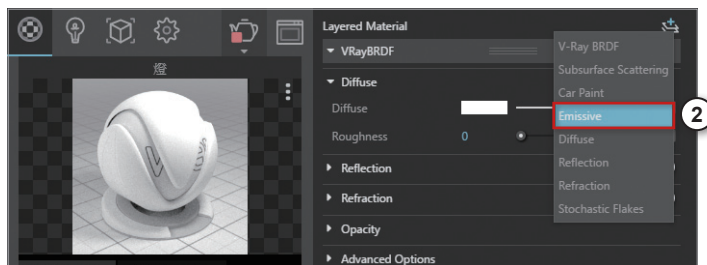 Layered Material
燈
VRayBRDF
Diffuse
Diffuse
Roughness 0
Reflection
Refraction
Opacity
Advanced Options
V-Ray BRDF
Subsurface Scattering
Car Paint
Emissive
Diffuse
Reflection
Refraction
Stochastic Flakes
2